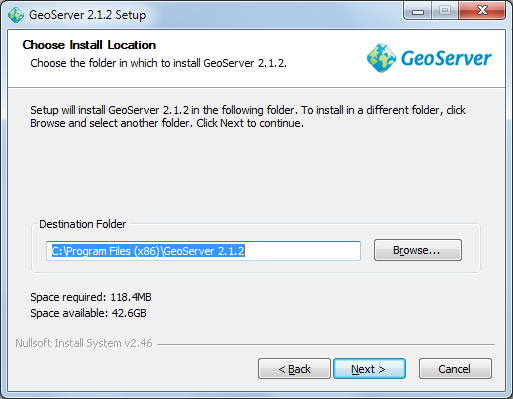 GeoServer 2.1.2 Setup
Choose Install Location
Choose the folder in which to install GeoServer 2.1.2.
GeoServer
Setup will install GeoServer 2.1.2 in the following folder. To install in a different folder, click
Browse and select another folder. Click Next to continue.
Destination Folder
C:\Program Files (x86)\GeoServer 2.1.2
Browse...
Space required: 118.4MB
Space available: 42.6GB
Nullsoft Install System v2.46
< Back
Next >
Cancel